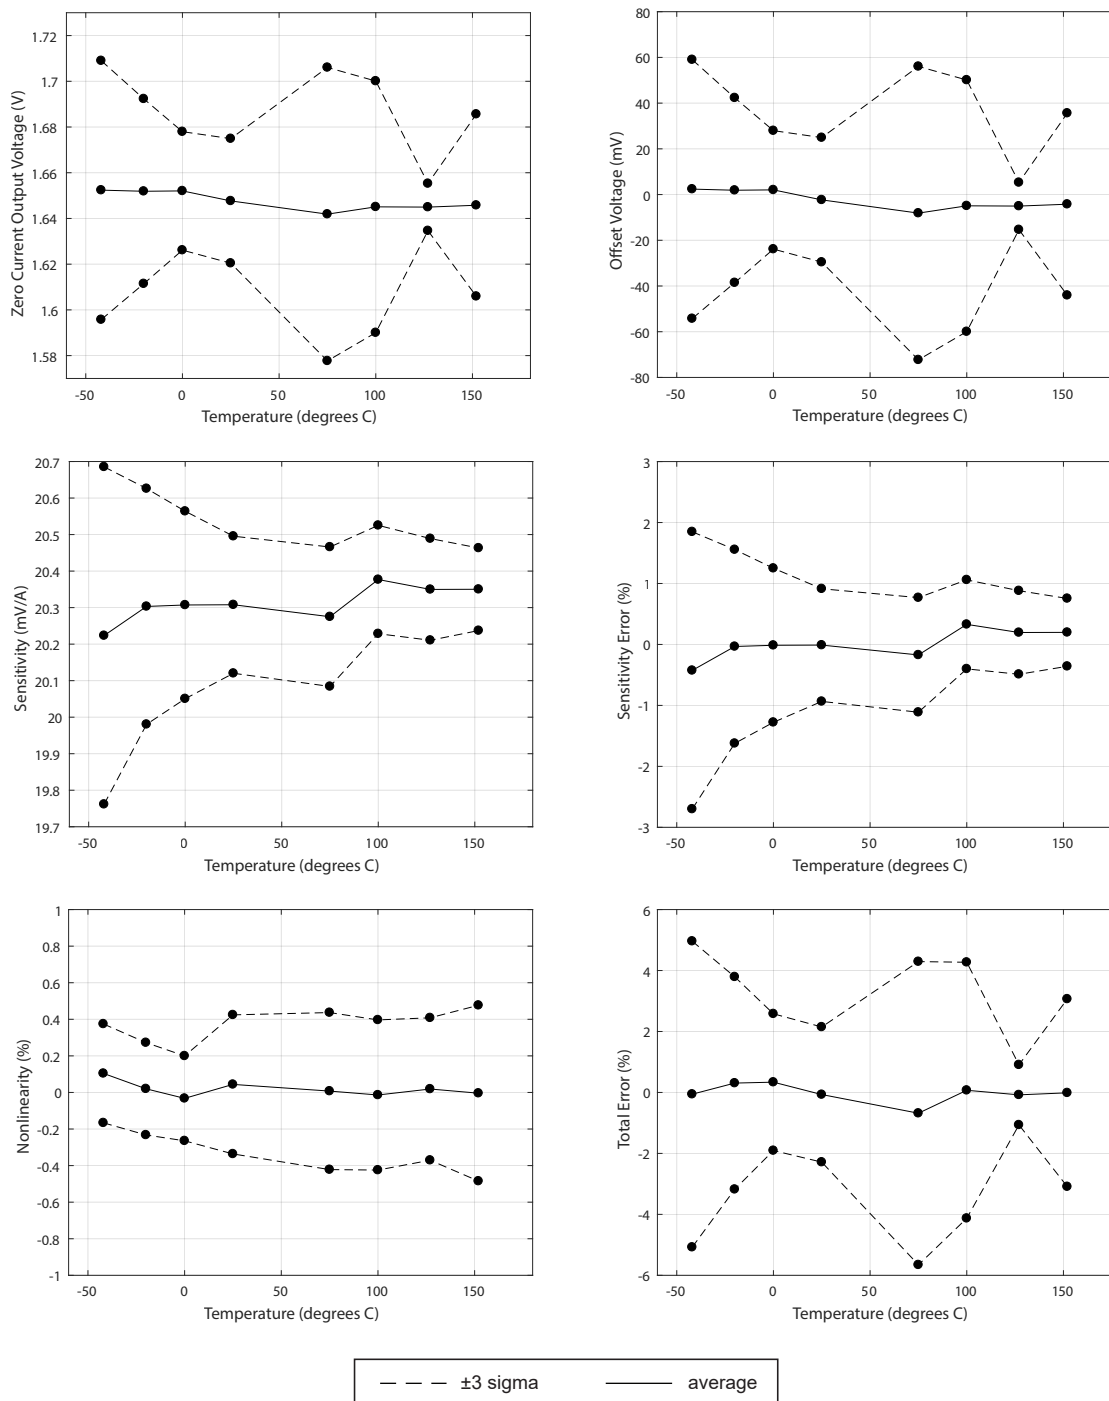 1.72
1.7
1.68
1.66
1.64
1.62
1.6
1.58
-50 0 50 100 150
Zero Current Output Voltage (V)
Temperature (degrees C)
80
60
40
20
0
-20
-40
-60
-80
-50 0 50 100 150
Offset Voltage (mV)
Temperature (degrees C)
20.7
20.6
20.5
20.4
20.3
20.2
20.1
20
19.9
19.8
19.7
-50 0 50 100 150
Sensitivity (mV/A)
Temperature (degrees C)
3
2
1
0
-1
-2
-3
-50 0 50 100 150
Sensitivity Error (%)
Temperature (degrees C)
1
0.8
0.6
0.4
0.2
0
-0.2
-0.4
-0.6
-0.8
-1
-50 0 50 100 150
Nonlinearity (%)
Temperature (degrees C)
6
4
2
0
-2
-4
-6
-50 0 50 100 150
Total Error (%)
Temperature (degrees C)
±3 sigma average